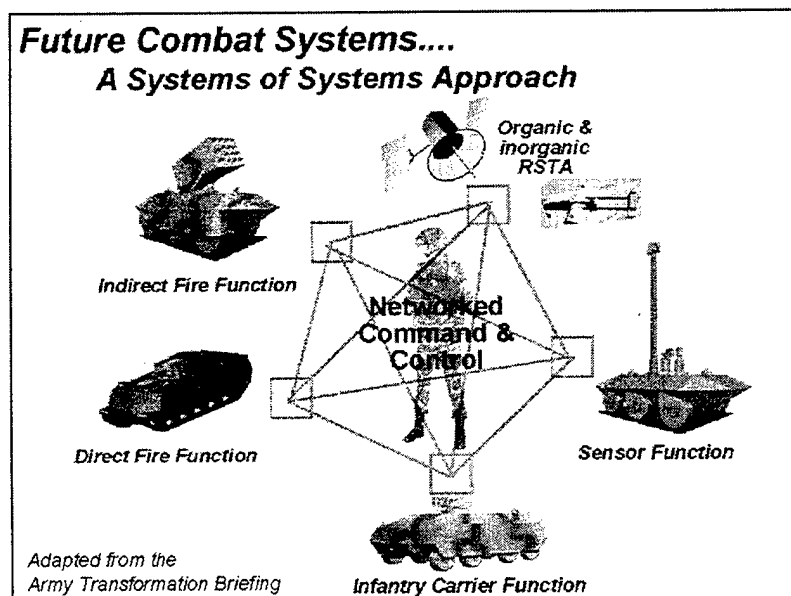 Future Combat Systems....
A Systems of Systems Approach
Organic &
inorganic
RSTA
Indirect Fire Function
Networked
Command &
Control
Direct Fire Function
Sensor Function
Adapted from the
Army Transformation Briefing
Infantry Carrier Function